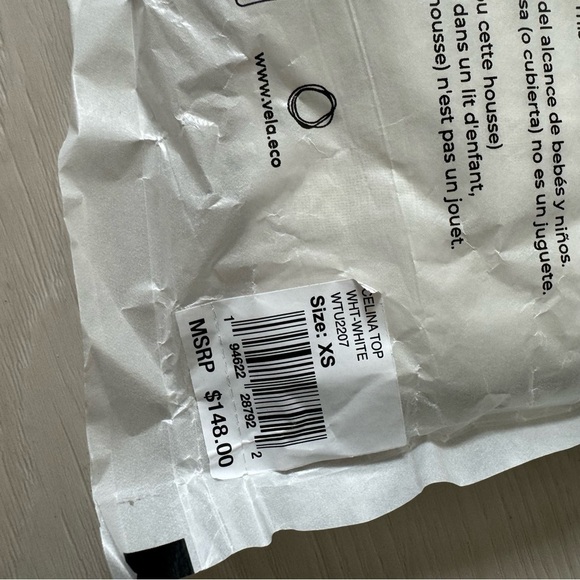 www.vela.eco
del alcance de bebés y niños.
sa (o cubierta) no es un juguete.
u cette housse)
dans un lit d'enfant,
housse) n'est pas un jouet.
CELINA TOP
WHT-WHITE
WTU2207
Size: XS
1 94622 28792 2
MSRP $148.00